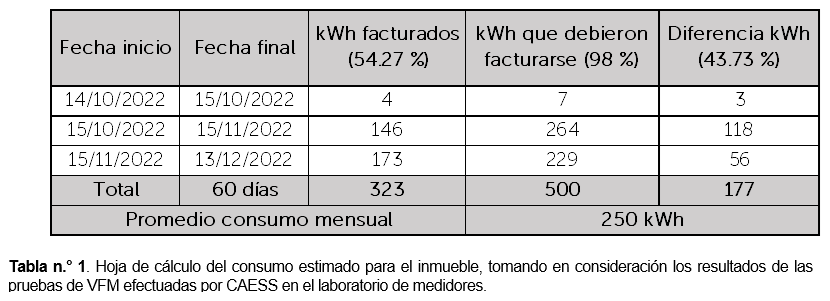 Fecha inicio Fecha final kWh facturados (54.27 %) kWh que debieron facturarse (98 %) Diferencia kWh (43.73 %)
14/10/2022 15/10/2022 4 7 3
15/10/2022 15/11/2022 146 264 118
15/11/2022 13/12/2022 173 229 56
Total 60 días 323 500 177
Promedio consumo mensual 250 kWh
Tabla n.° 1. Hoja de cálculo del consumo estimado para el inmueble, tomando en consideración los resultados de las
pruebas de VFM efectuadas por CAESS en el laboratorio de medidores.